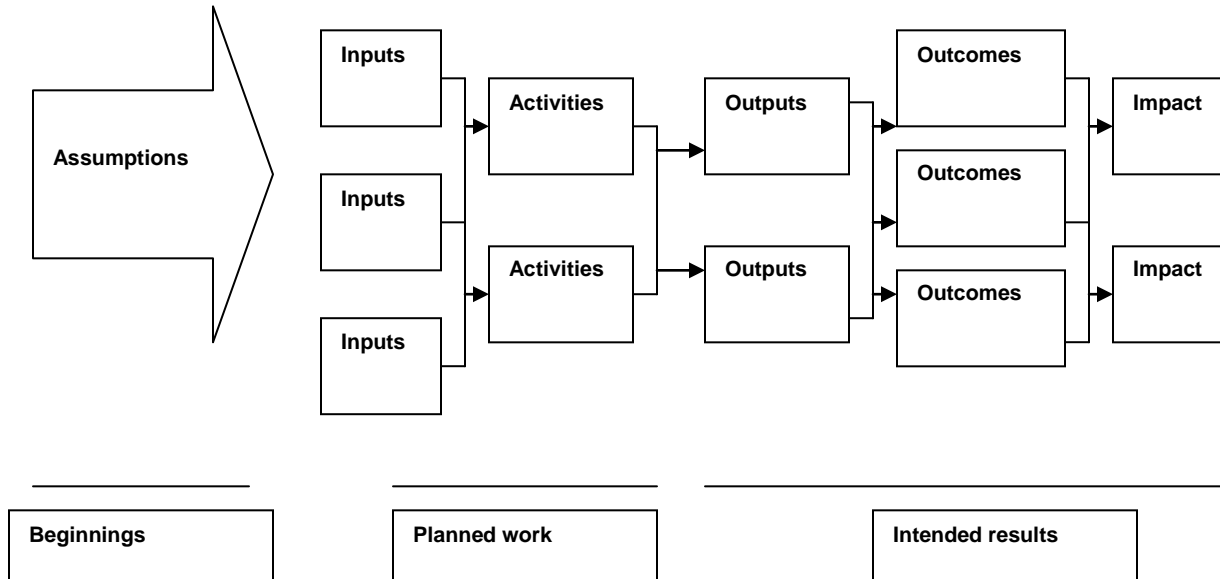 Assumptions
Inputs
Inputs
Inputs
Activities
Activities
Outputs
Outputs
Outcomes
Outcomes
Outcomes
Impact
Impact
Beginnings
Planned work
Intended results